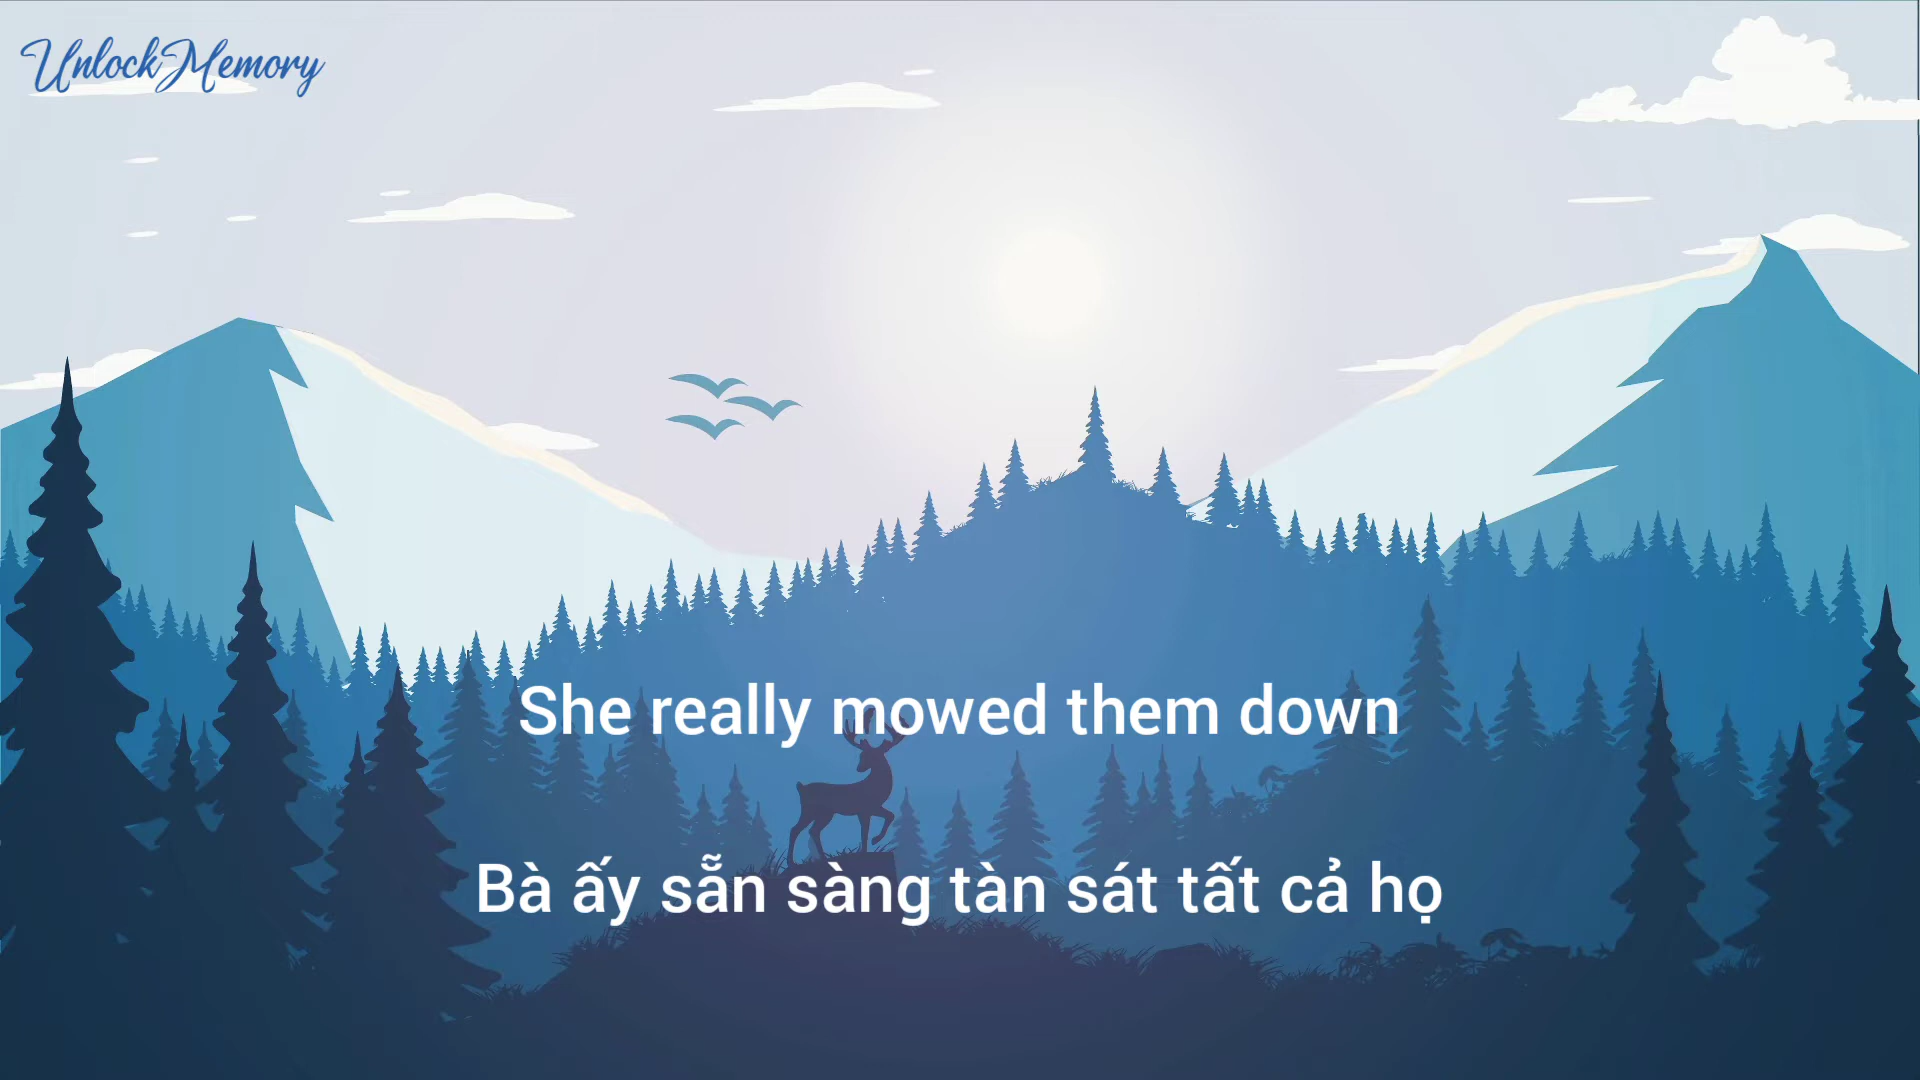 UnlockMemory
She really mowed them down
Bà ấy sẵn sàng tàn sát tất cả họ